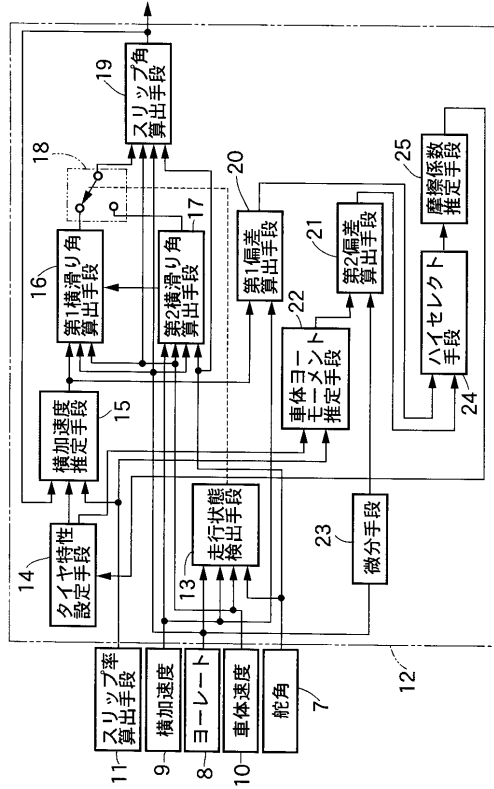 11
スリップ率
算出手段
9
横加速度
8
ヨーレート
10
車体速度
7
舵角
12
14
タイヤ特性
設定手段
13
走行状態
検出手段
23
微分手段
15
横加速度
推定手段
16
第1横滑り角
算出手段
17
第2横滑り角
算出手段
18
19
スリップ角
算出手段
20
第1偏差
算出手段
22
車体ヨー
モーメント
推定手段
21
第2偏差
算出手段
24
ハイセレクト
手段
25
摩擦係数
推定手段